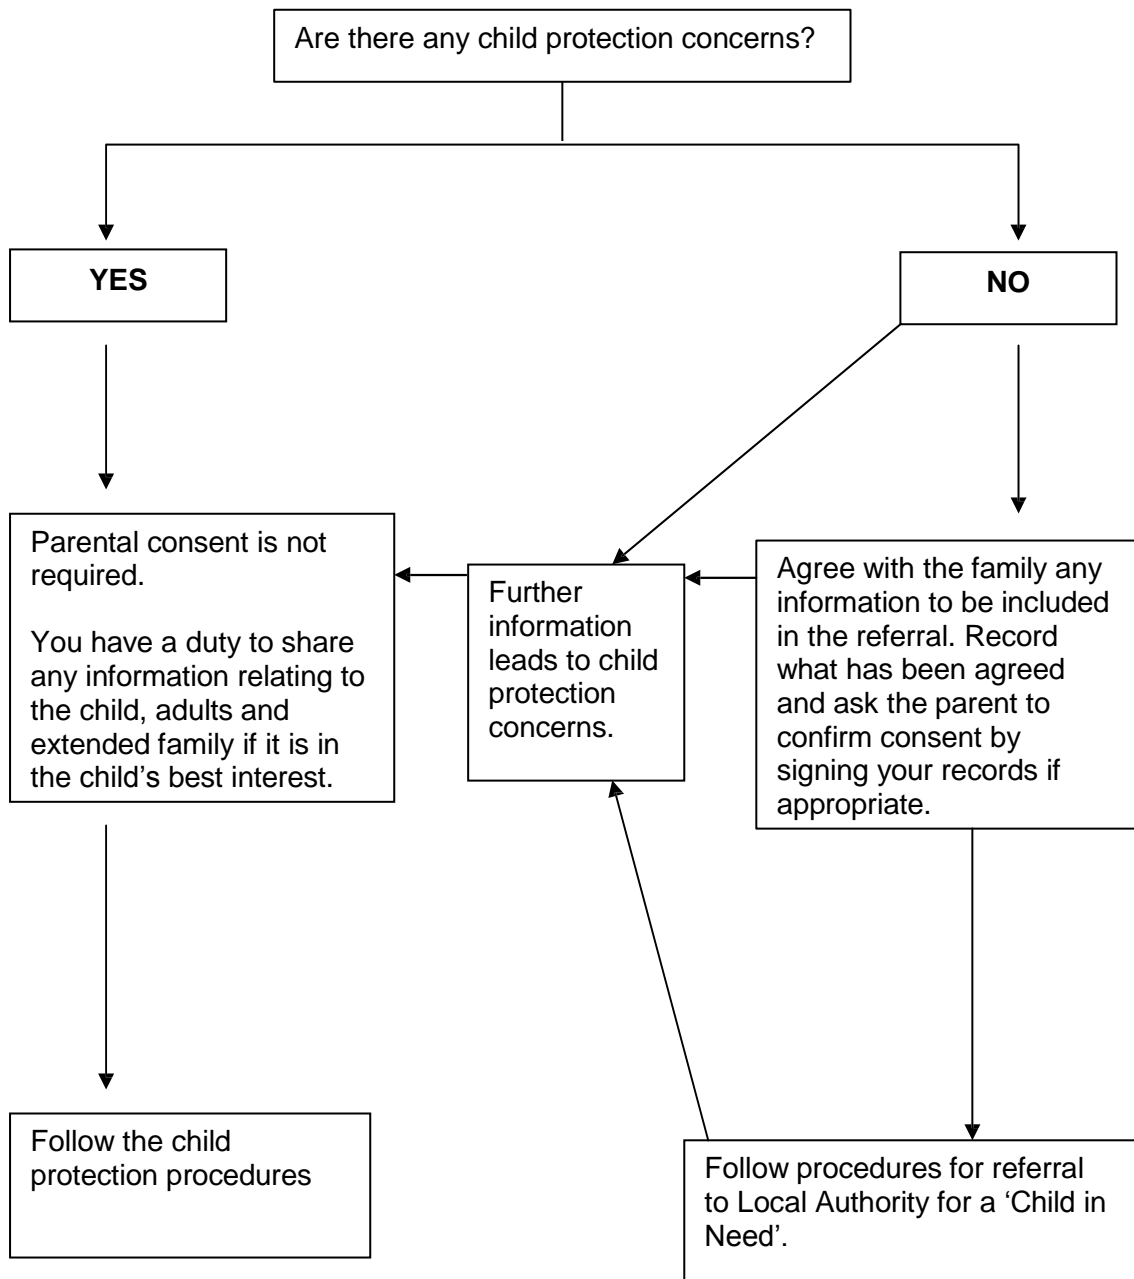 Are there any child protection concerns?
YES
NO
Parental consent is not
required.
You have a duty to share
any information relating to
the child, adults and
extended family if it is in
the child’s best interest.
Further
information
leads to child
protection
concerns.
Agree with the family any
information to be included
in the referral. Record
what has been agreed
and ask the parent to
confirm consent by
signing your records if
appropriate.
Follow the child
protection procedures
Follow procedures for referral
to Local Authority for a ‘Child in
Need’.